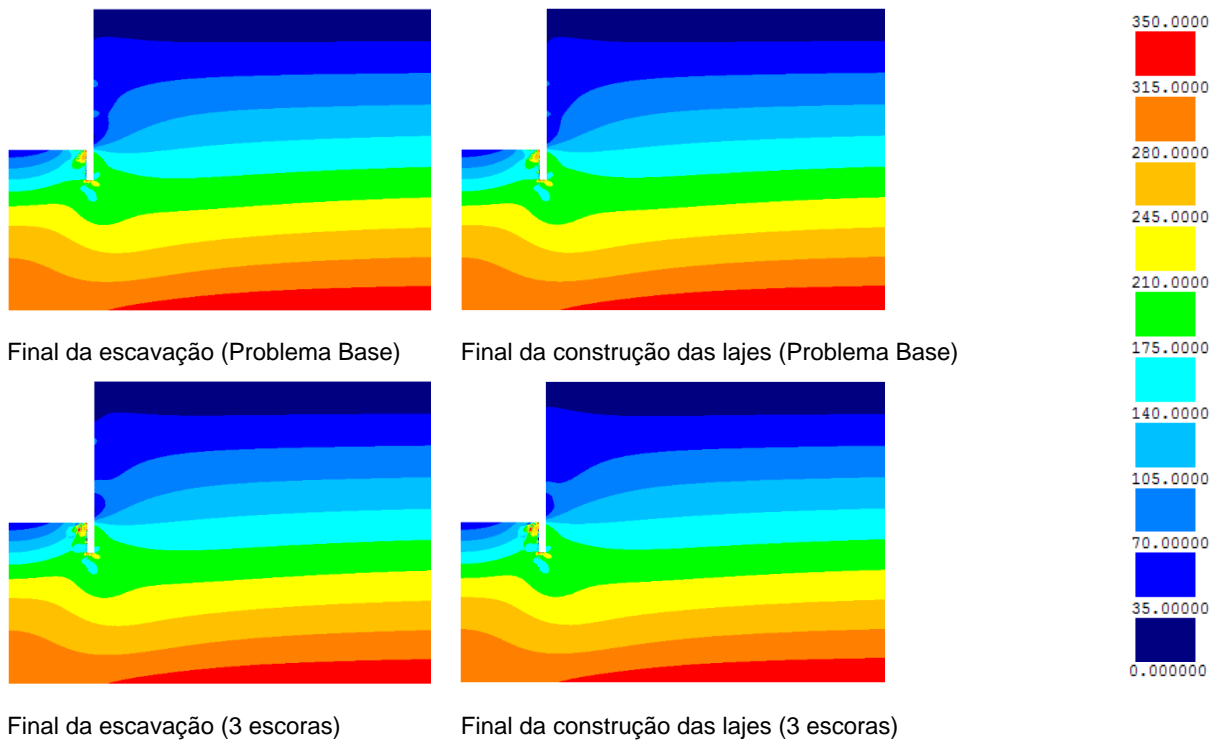 350.0000
315.0000
280.0000
245.0000
210.0000
175.0000
140.0000
105.0000
70.00000
35.00000
0.000000
Final da escavação (Problema Base)
Final da construção das lajes (Problema Base)
Final da escavação (3 escoras)
Final da construção das lajes (3 escoras)